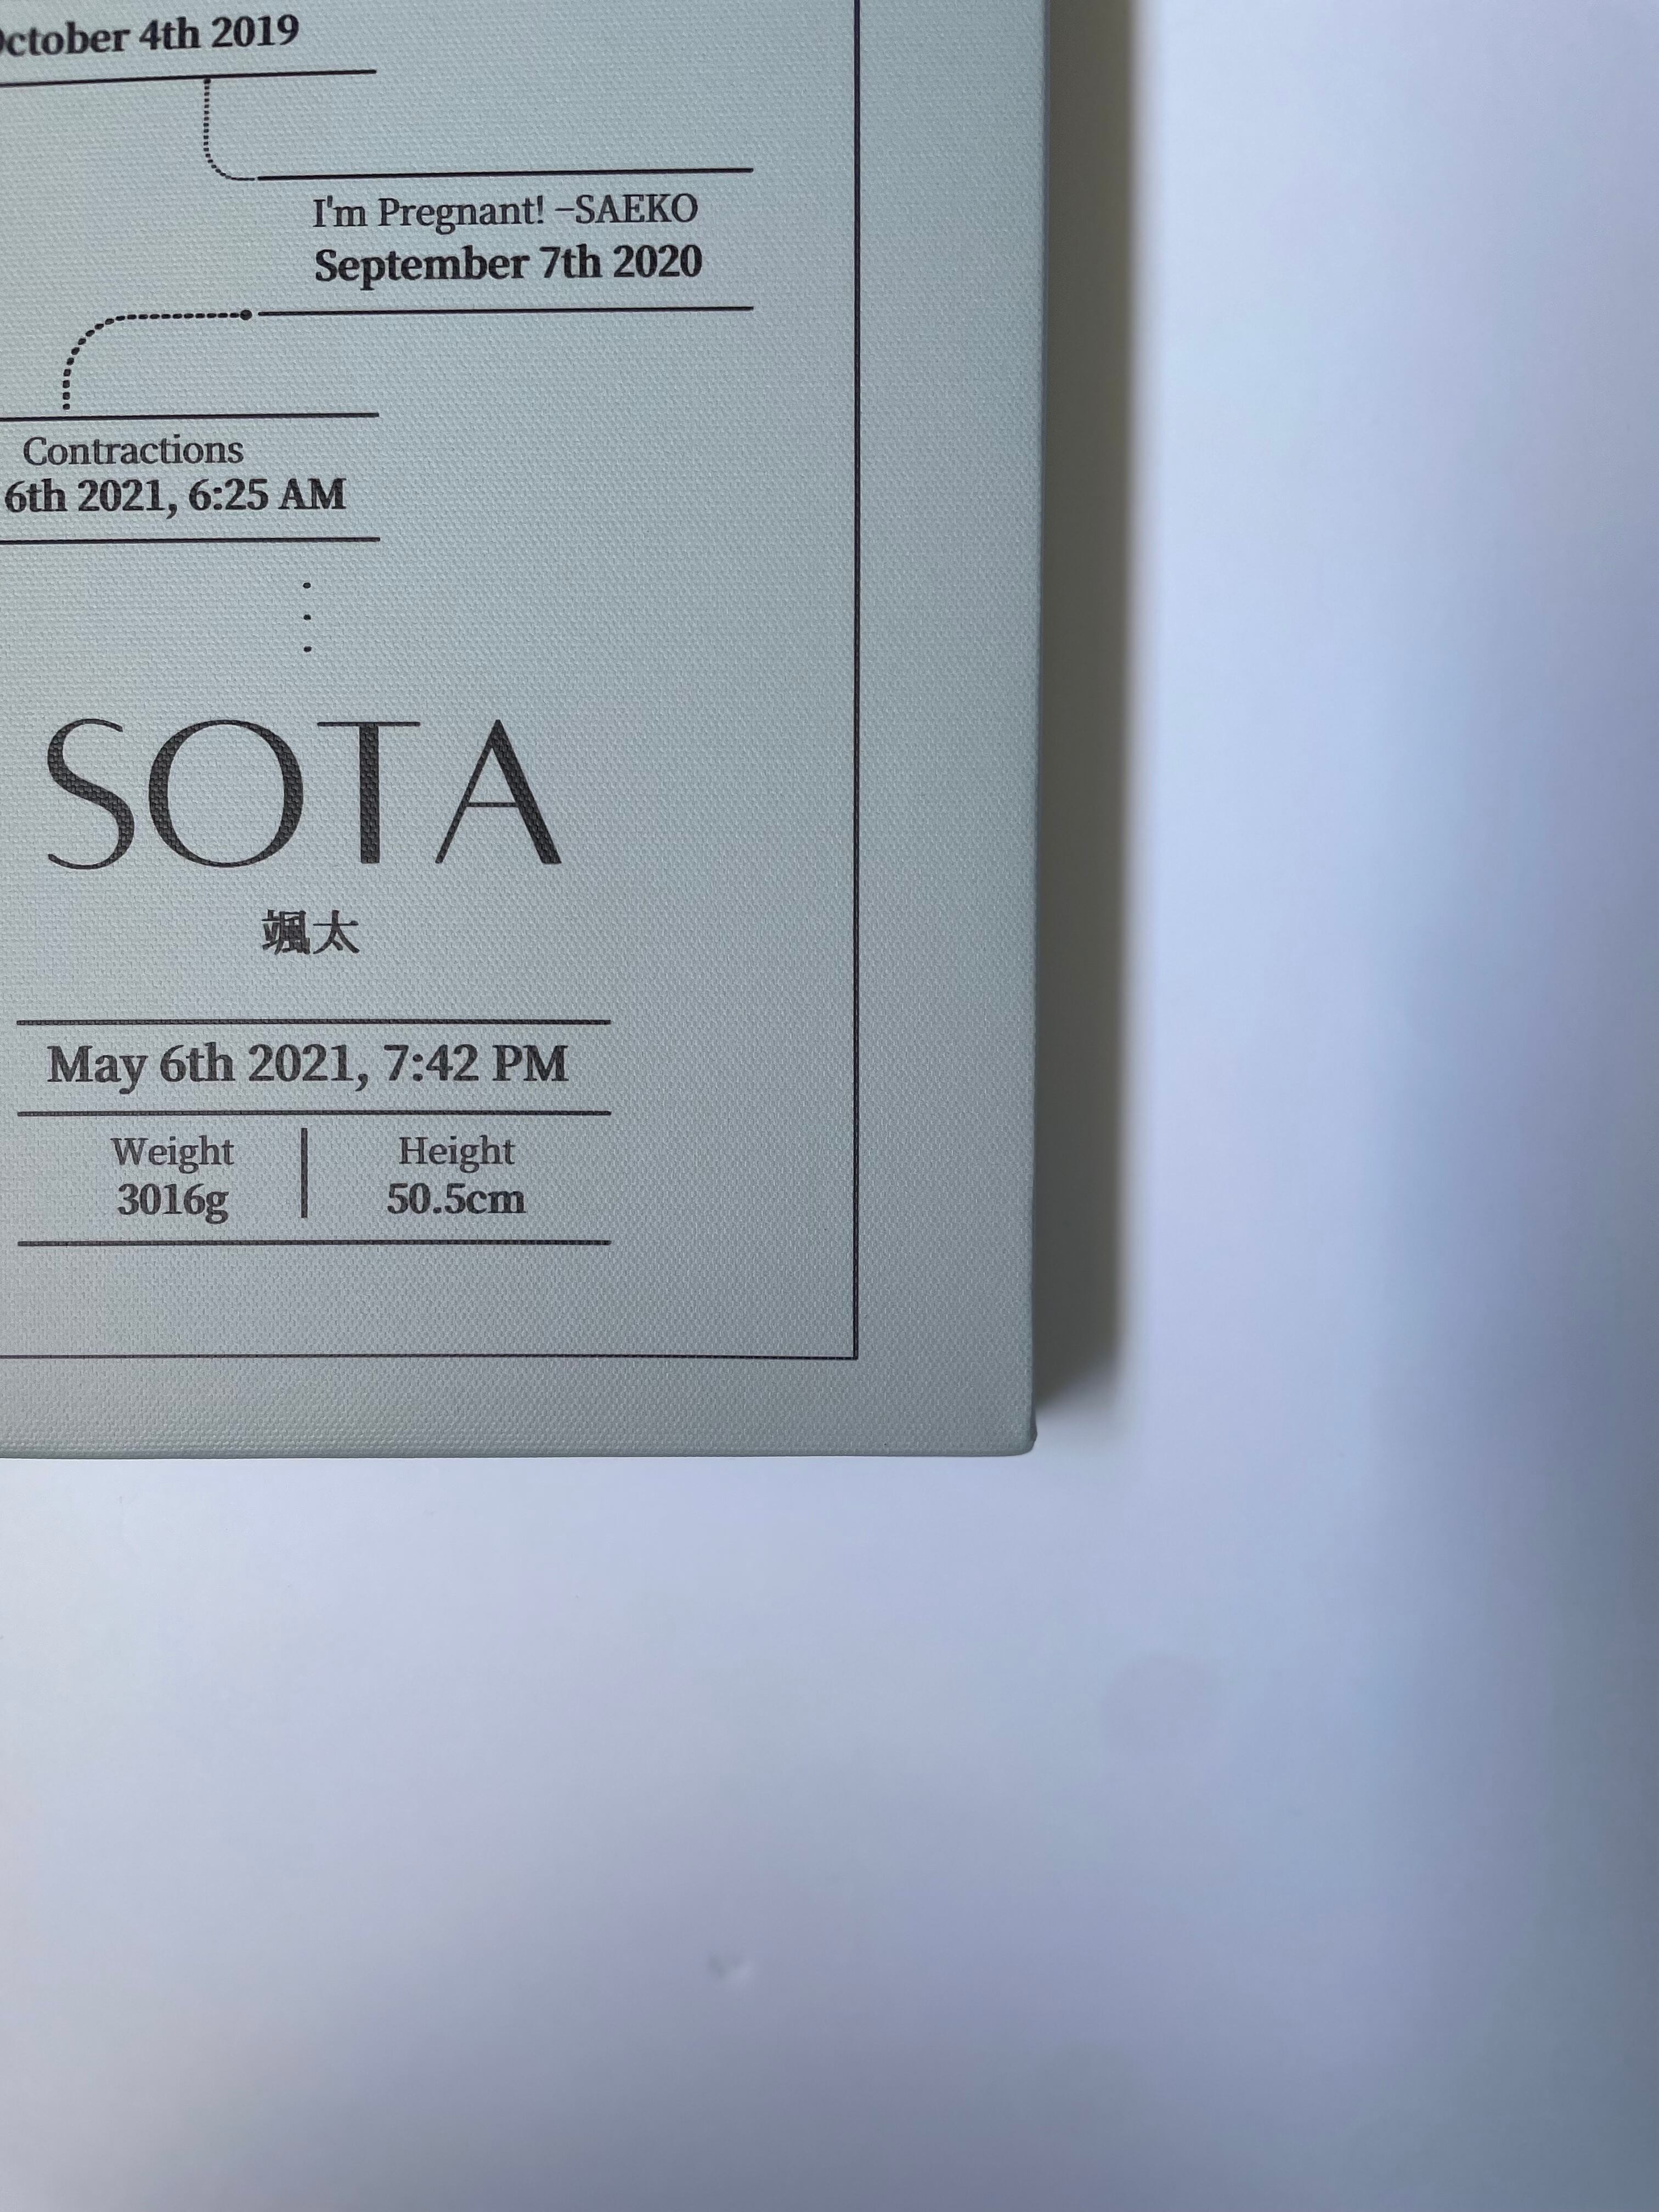 October 4th 2019
I'm Pregnant! –SAEKO
September 7th 2020
Contractions
6th 2021, 6:25 AM
SOTA
颯太
May 6th 2021, 7:42 PM
Weight
3016g
Height
50.5cm